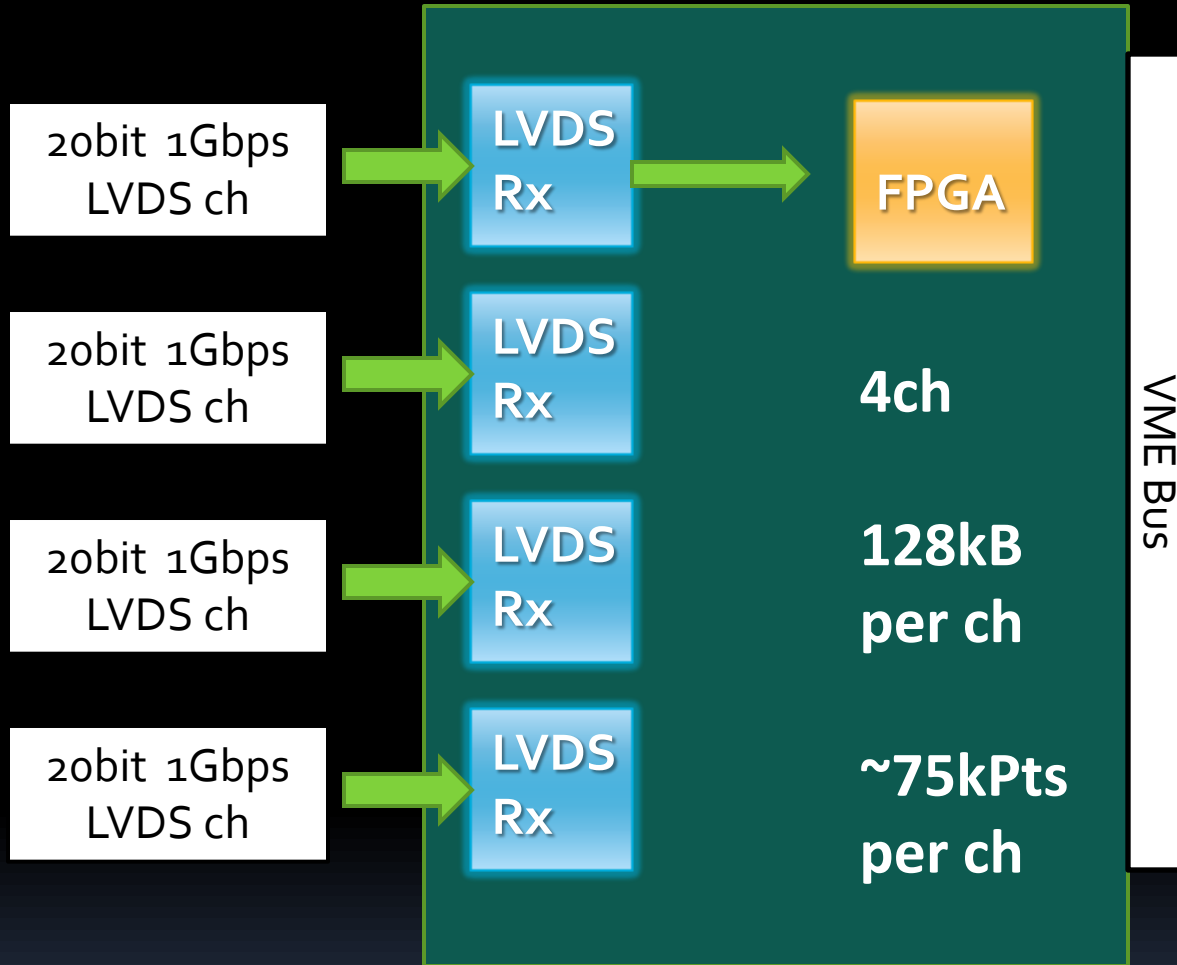 20bit 1Gbps
LVDS ch
LVDS
Rx
FPGA
20bit 1Gbps
LVDS ch
LVDS
Rx
4ch
20bit 1Gbps
LVDS ch
LVDS
Rx
128kB
per ch
20bit 1Gbps
LVDS ch
LVDS
Rx
~75kPts
per ch
VME Bus